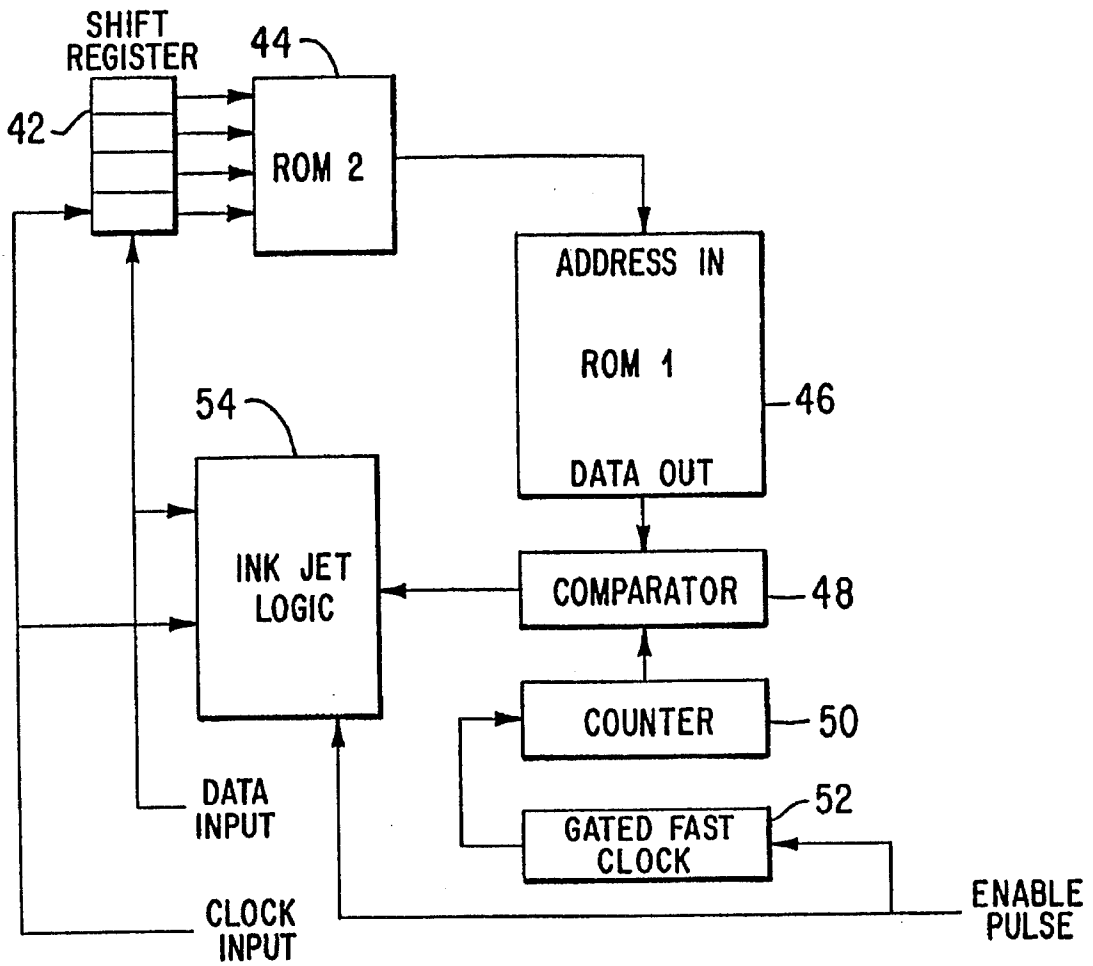 SHIFT
REGISTER
44
42
ROM 2
ADDRESS IN
ROM 1
46
54
DATA OUT
INK JET
LOGIC
COMPARATOR
48
COUNTER
50
DATA
INPUT
52
GATED FAST
CLOCK
CLOCK
INPUT
ENABLE
PULSE